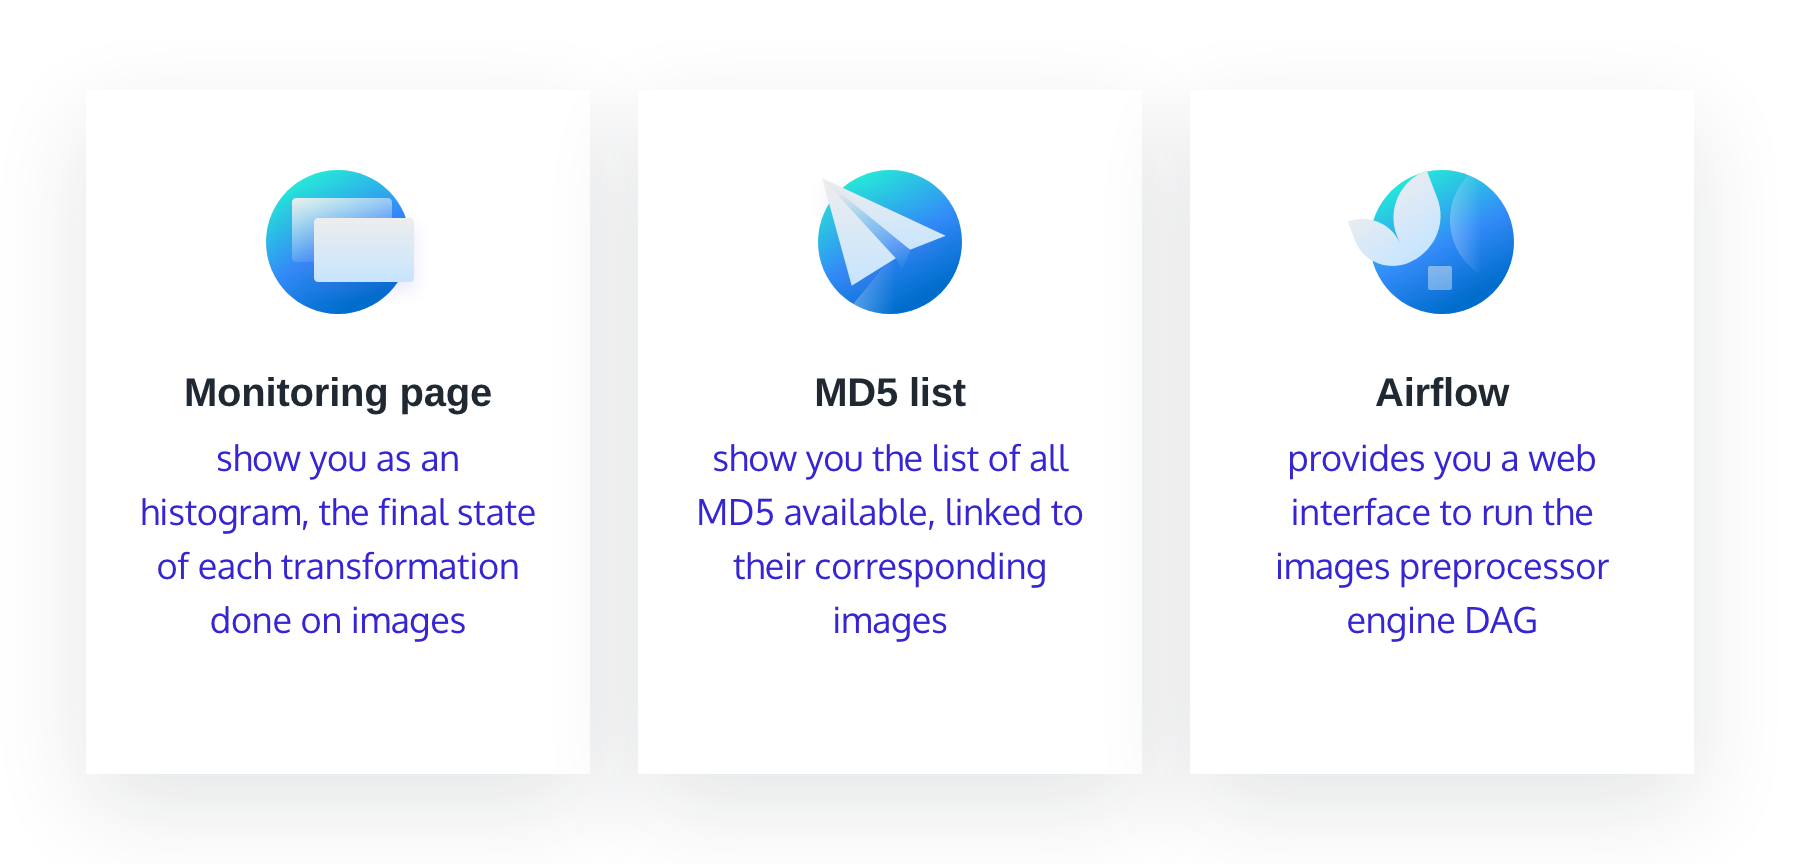 Monitoring page
show you as an
histogram, the final state
of each transformation
done on images
MD5 list
show you the list of all
MD5 available, linked to
their corresponding
images
Airflow
provides you a web
interface to run the
images preprocessor
engine DAG